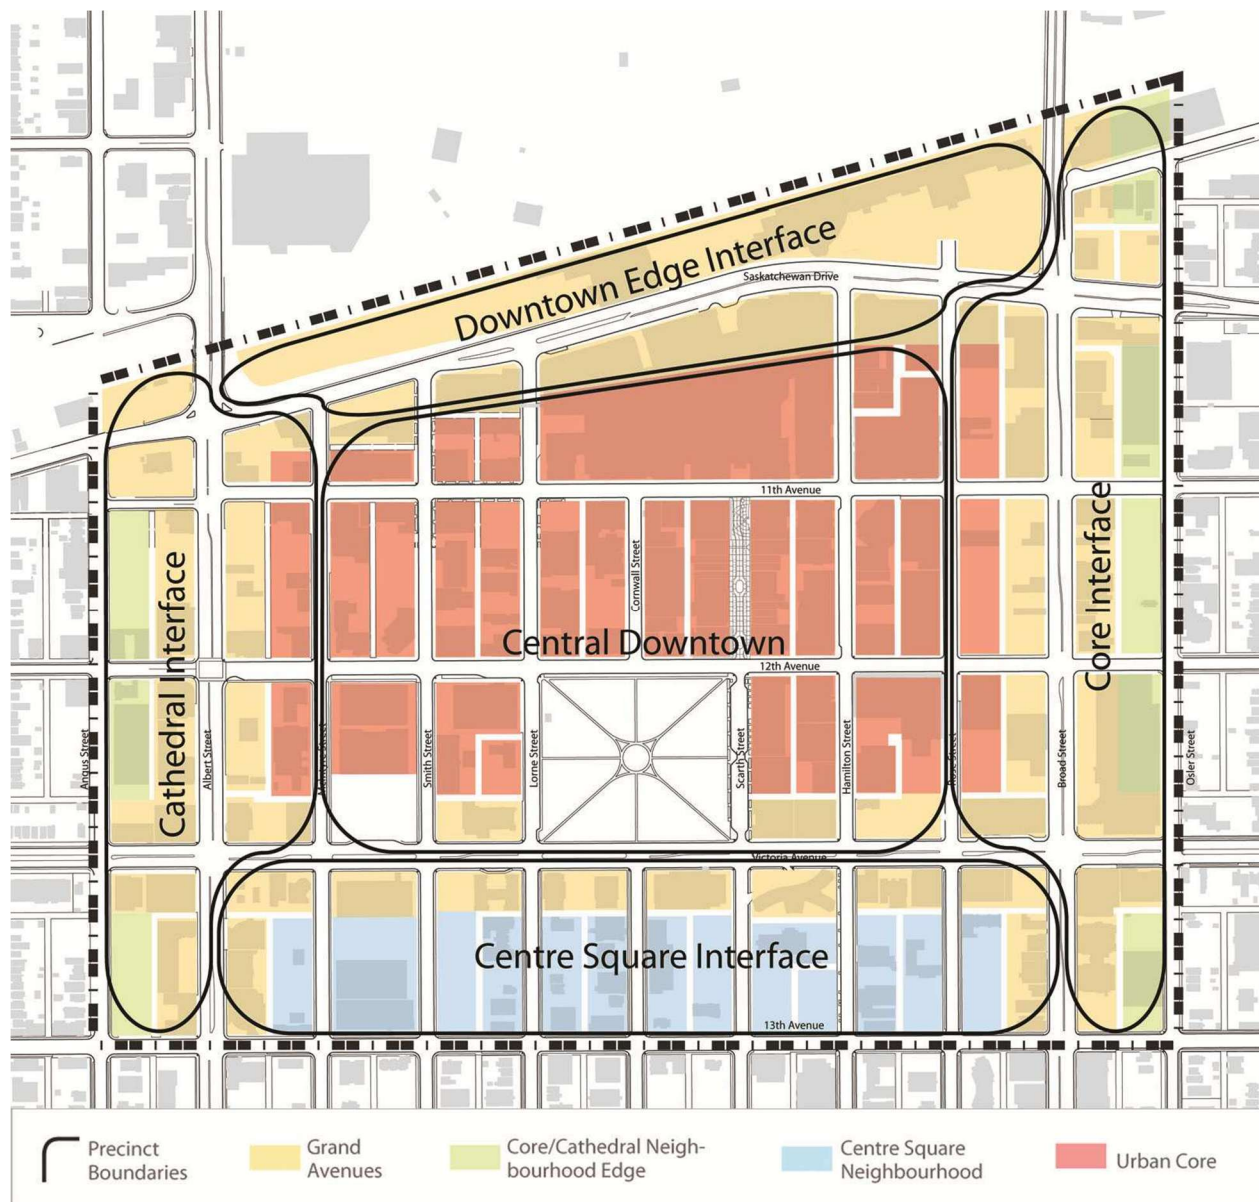 Downtown Edge Interface
Saskatchewan Drive
11th Avenue
Cornwall Street
Central Downtown
12th Avenue
Cathedral Interface
Core Interface
Angus Street
Albert Street
Smith Street
Lorne Street
Scarth Street
Hamilton Street
Broad Street
Osler Street
Victoria Avenue
Centre Square Interface
13th Avenue
Precinct
Boundaries
Grand
Avenues
Core/Cathedral Neigh-
bourhood Edge
Centre Square
Neighbourhood
Urban Core